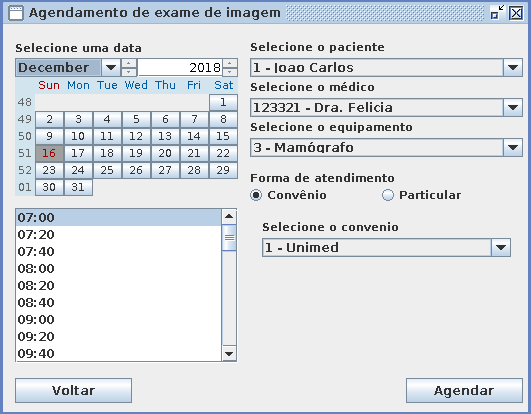 Agendamento de exame de imagem
Selecione uma data
December 2018
Sun Mon Tue Wed Thu Fri Sat
48 1
49 2 3 4 5 6 7 8
50 9 10 11 12 13 14 15
51 16 17 18 19 20 21 22
52 23 24 25 26 27 28 29
01 30 31
07:00
07:20
07:40
08:00
08:20
08:40
09:00
09:20
09:40
Selecione o paciente
1 - Joao Carlos
Selecione o médico
123321 - Dra. Felicia
Selecione o equipamento
3 - Mamógrafo
Forma de atendimento
Convênio Particular
Selecione o convenio
1 - Unimed
Voltar Agendar